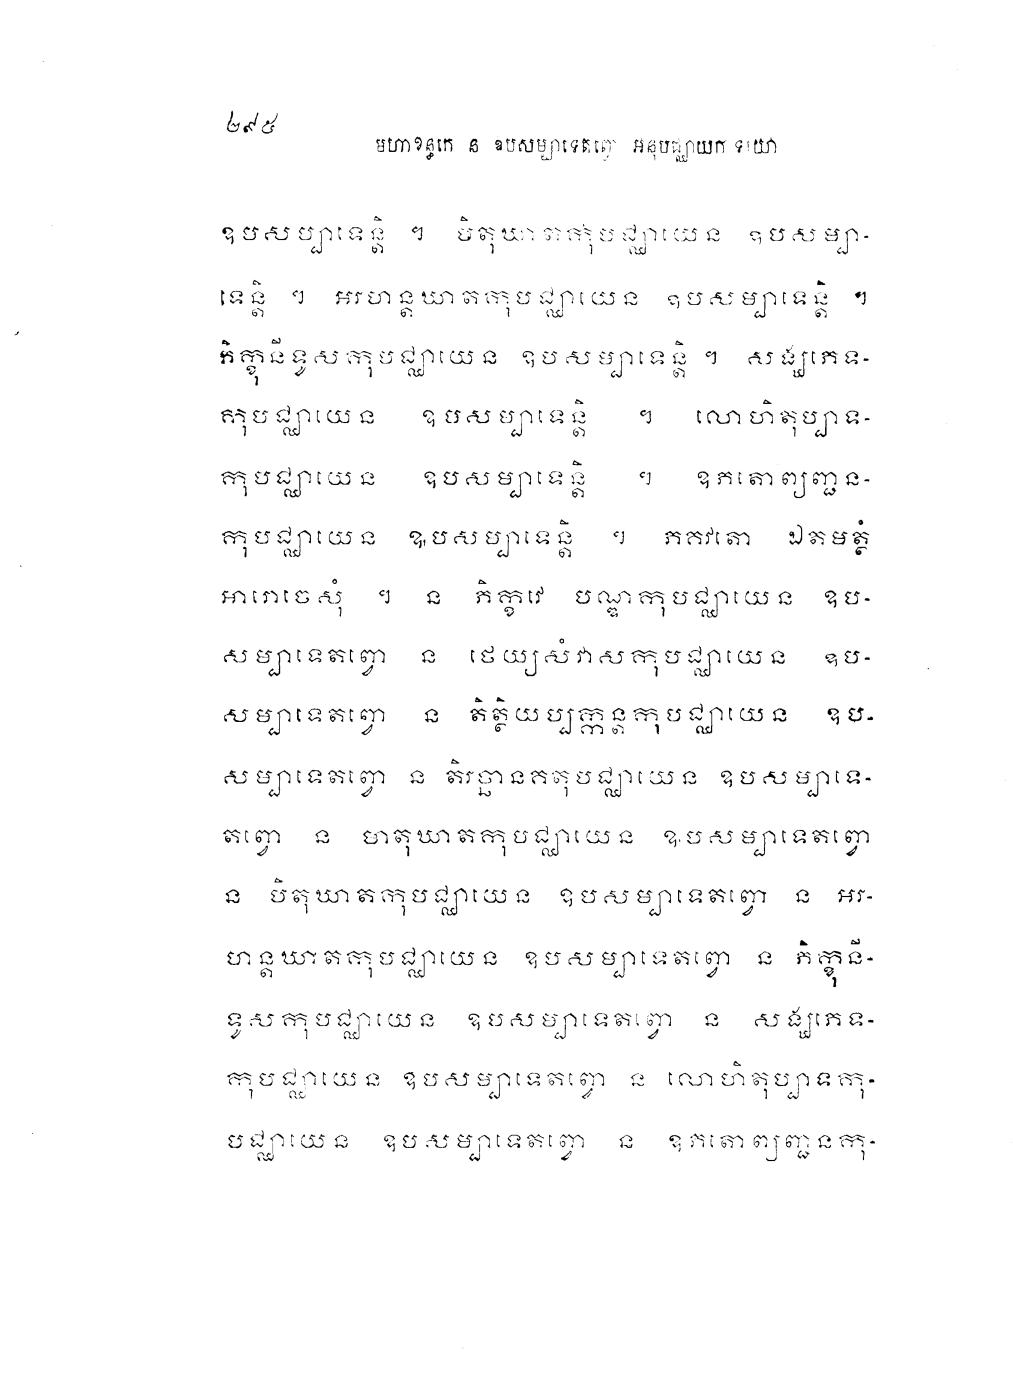 ២៩៥
មហាខន្ធកេ ន ឧបសម្បាទេតព្វោ អនុបជ្ឈាយក
ឧបសប្បាទេន្តិ ។ បិតុឃាតកុបជ្ឈាយេន ឧបសម្បា-
ទេន្តិ ។ អរហន្តឃាតកុបជ្ឈាយេន ឧបសម្បាទេន្តិ ។
ភិក្ខុនីទូសកុបជ្ឈាយេន ឧបសម្បាទេន្តិ ។ សង្ឃភេទ-
កុបជ្ឈាយេន ឧបសម្បាទេន្តិ ។ លោហិតុប្បាទ-
កុបជ្ឈាយេន ឧបសម្បាទេន្តិ ។ ឧភតោព្យញ្ជន-
កុបជ្ឈាយេន ឧបសម្បាទេន្តិ ។ ភគវតោ ឯតមត្ថំ
អារោចេសុំ ។ ន ភិក្ខវេ បណ្ឌកុបជ្ឈាយេន ឧប-
សម្បាទេតព្វោ ន ថេយ្យសំវាសកុបជ្ឈាយេន ឧប-
សម្បាទេតព្វោ ន តិត្ថិយប្បក្កន្តកុបជ្ឈាយេន ឧប-
សម្បាទេតព្វោ ន តិរច្ឆានគតុបជ្ឈាយេន ឧបសម្បាទេ-
តព្វោ ន មាតុឃាតកុបជ្ឈាយេន ឧបសម្បាទេតព្វោ
ន បិតុឃាតកុបជ្ឈាយេន ឧបសម្បាទេតព្វោ ន អរ-
ហន្តឃាតកុបជ្ឈាយេន ឧបសម្បាទេតព្វោ ន ភិក្ខុនី-
ទូសកុបជ្ឈាយេន ឧបសម្បាទេតព្វោ ន សង្ឃភេទ-
កុបជ្ឈាយេន ឧបសម្បាទេតព្វោ ន លោហិតុប្បាទកុ-
បជ្ឈាយេន ឧបសម្បាទេតព្វោ ន ឧភតោព្យញ្ជនកុ-